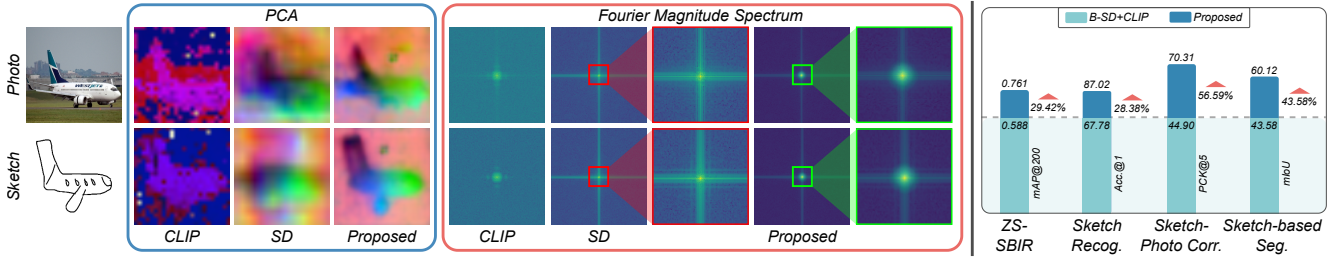 PCA
Fourier Magnitude Spectrum
B-SD+CLIP
Proposed
Photo
Sketch
WESTJET
CLIP
SD
Proposed
CLIP
SD
Proposed
0.761
29.42%
0.588
mAP@200
87.02
28.38%
67.78
Acc.@1
70.31
56.59%
44.90
PCK@5
60.12
43.58%
43.58
mIoU
ZS-
SBIR
Sketch
Recog.
Sketch-
Photo Corr.
Sketch-based
Seg.